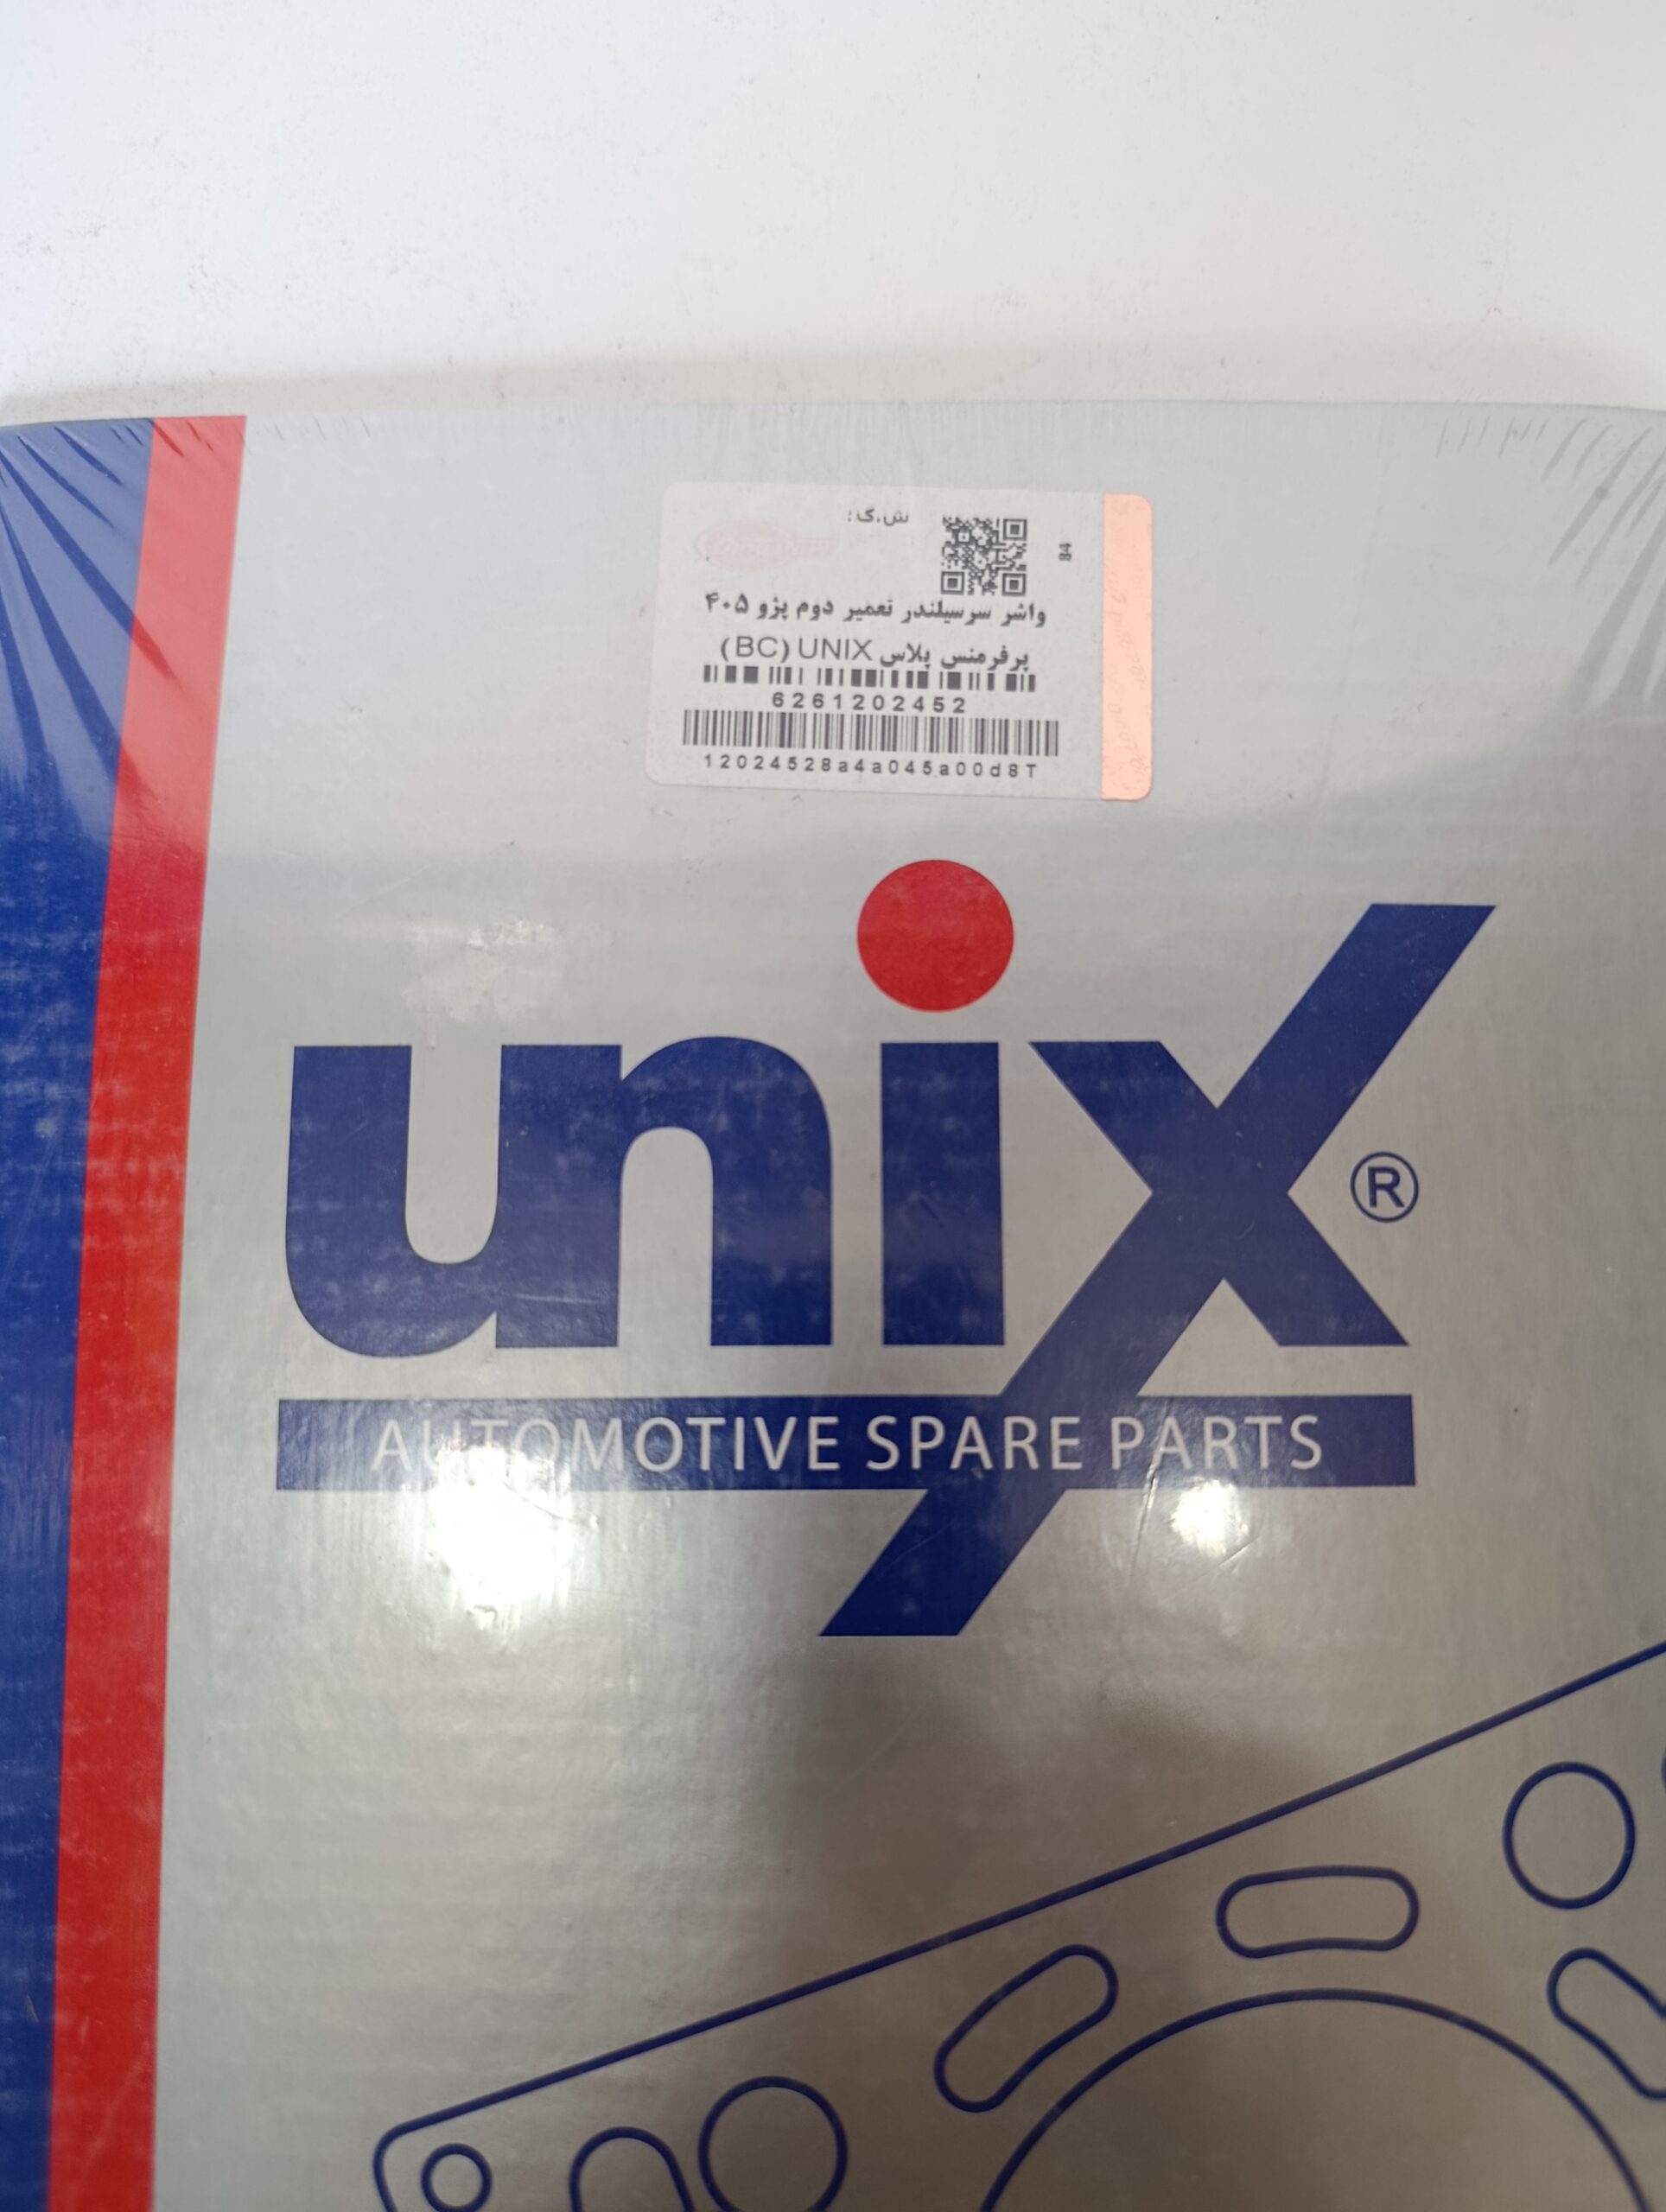 ش.گ:
84
واشر سرسیلندر تعمیر دوم پژو ۴۰۵
پرفرمنس پلاس UNIX (BC)
6261202452
12024528a4a045a00d8T
unix ®
AUTOMOTIVE SPARE PARTS